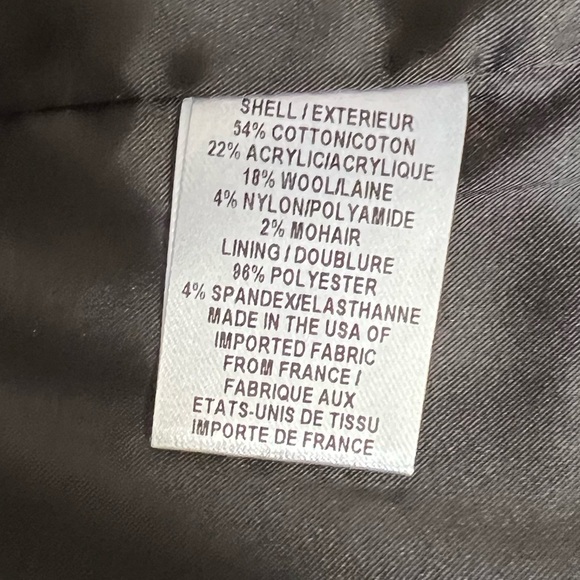 SHELL / EXTERIEUR
54% COTTON/COTON
22% ACRYLIC/ACRYLIQUE
18% WOOL/LAINE
4% NYLON/POLYAMIDE
2% MOHAIR
LINING / DOUBLURE
96% POLYESTER
4% SPANDEX/ELASTHANNE
MADE IN THE USA OF
IMPORTED FABRIC
FROM FRANCE /
FABRIQUE AUX
ETATS-UNIS DE TISSU
IMPORTE DE FRANCE